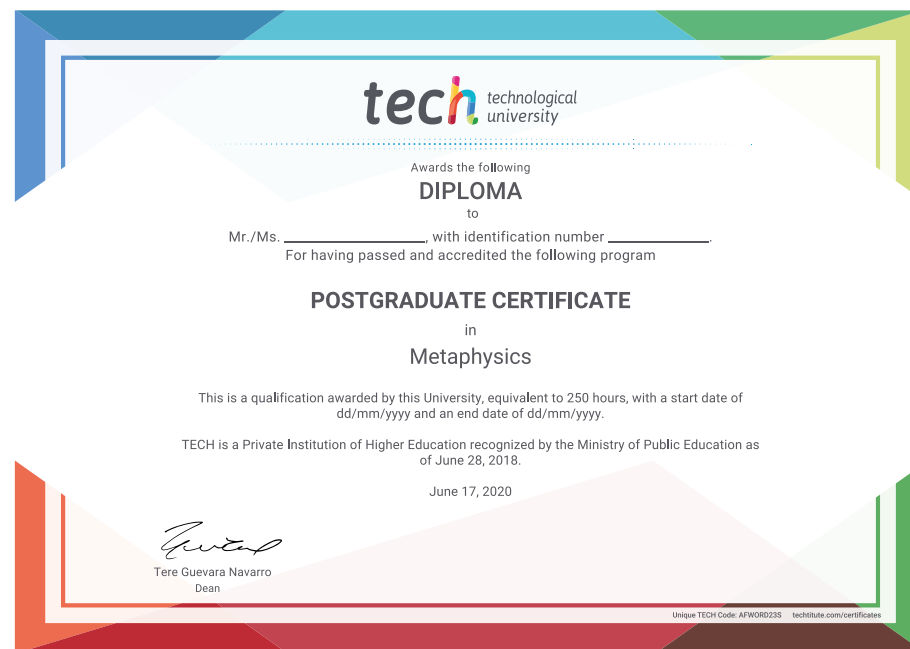 tech technological
university
Awards the following
DIPLOMA
to
Mr./Ms. ____________________, with identification number ______________.
For having passed and accredited the following program
POSTGRADUATE CERTIFICATE
in
Metaphysics
This is a qualification awarded by this University, equivalent to 250 hours, with a start date of
dd/mm/yyyy and an end date of dd/mm/yyyy.
TECH is a Private Institution of Higher Education recognized by the Ministry of Public Education as
of June 28, 2018.
June 17, 2020
Tere Guevara Navarro
Dean
Unique TECH Code: AFWORD23S techtitute.com/certificates